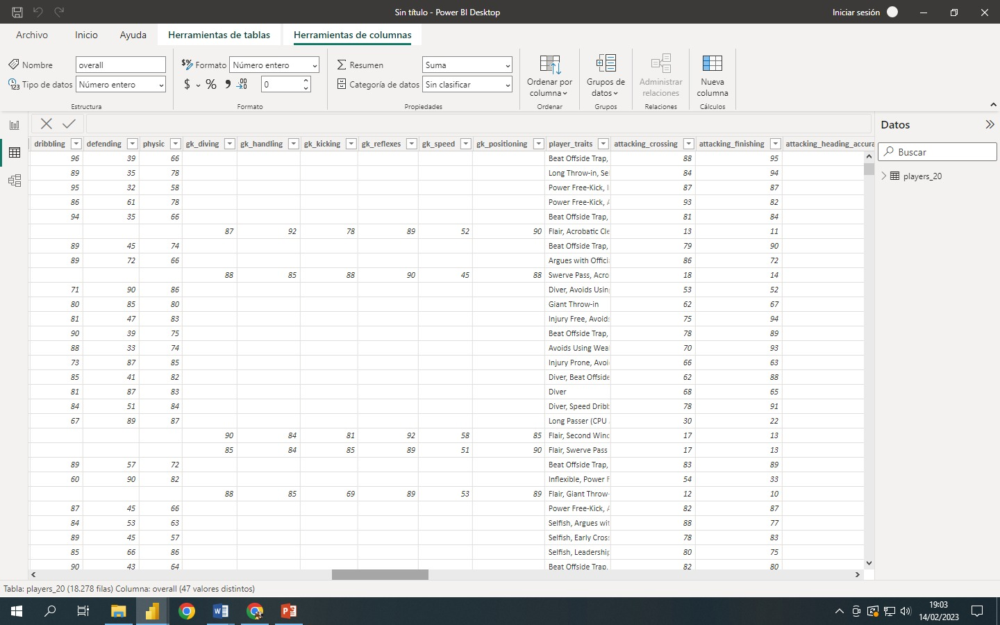 Sin título - Power BI Desktop
Iniciar sesión
Archivo Inicio Ayuda Herramientas de tablas Herramientas de columnas
Nombre overall
Formato Número entero
Resumen Suma
Tipo de datos Número entero
$ % 0
Categoría de datos Sin clasificar
Ordenar por columna
Grupos de datos
Administrar relaciones
Nueva columna
Estructura Formato Propiedades Ordenar Grupos Relaciones Cálculos
Datos
Buscar
players_20
dribbling defending physic gk_diving gk_handling gk_kicking gk_reflexes gk_speed gk_positioning player_traits attacking_crossing attacking_finishing attacking_heading_accura
96 39 66 Beat Offside Trap, 88 95
89 35 78 Long Throw-in, Se 84 94
95 32 58 Power Free-Kick, I 87 87
86 61 78 Power Free-Kick, A 93 82
94 35 66 Beat Offside Trap, 81 84
87 92 78 89 52 90 Flair, Acrobatic Cle 13 11
89 45 74 Beat Offside Trap, 79 90
89 72 66 Argues with Offici 86 72
88 85 88 90 45 88 Swerve Pass, Acro 18 14
71 90 86 Diver, Avoids Usin 53 52
80 85 80 Giant Throw-in 62 67
81 47 83 Injury Free, Avoids 75 94
90 39 75 Beat Offside Trap, 78 89
88 33 74 Avoids Using Wea 70 93
73 87 85 Injury Prone, Avoi 66 63
85 41 82 Diver, Beat Offside 62 88
81 87 83 Diver 68 65
84 51 84 Diver, Speed Dribb 78 91
67 89 87 Long Passer (CPU 30 22
90 84 81 92 58 85 Flair, Second Wind 17 13
85 84 85 89 51 90 Flair, Swerve Pass 17 13
89 57 72 Beat Offside Trap, 83 89
60 90 82 Inflexible, Power F 54 33
88 85 69 89 53 89 Flair, Giant Throw- 12 10
87 45 66 Power Free-Kick, A 82 87
84 53 63 Selfish, Argues wit 88 77
89 45 57 Selfish, Early Cros 78 83
85 66 86 Selfish, Leadership 80 75
90 43 64 Beat Offside Trap, 82 80
Tabla: players_20 (18.278 filas) Columna: overall (47 valores distintos)
19:03
14/02/2023